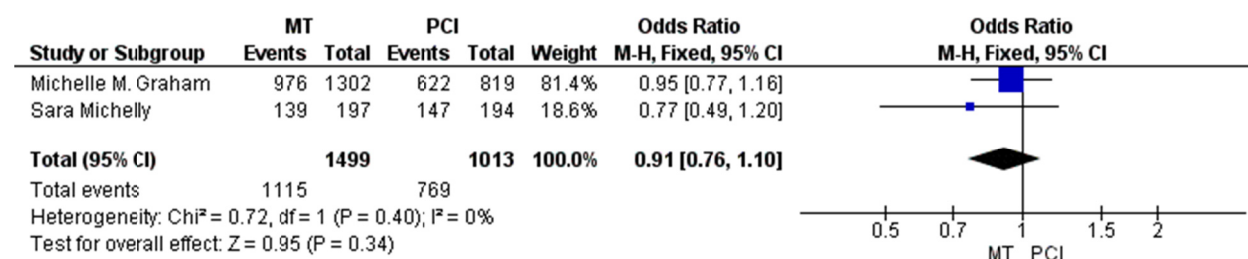 MT PCI Odds Ratio Odds Ratio
Study or Subgroup Events Total Events Total Weight M-H, Fixed, 95% CI M-H, Fixed, 95% CI
Michelle M. Graham 976 1302 622 819 81.4% 0.95 [0.77, 1.16]
Sara Michelly 139 197 147 194 18.6% 0.77 [0.49, 1.20]
Total (95% CI) 1499 1013 100.0% 0.91 [0.76, 1.10]
Total events 1115 769
Heterogeneity: Chi² = 0.72, df = 1 (P = 0.40); I² = 0%
Test for overall effect: Z = 0.95 (P = 0.34)
0.5 0.7 1 1.5 2
MT PCI